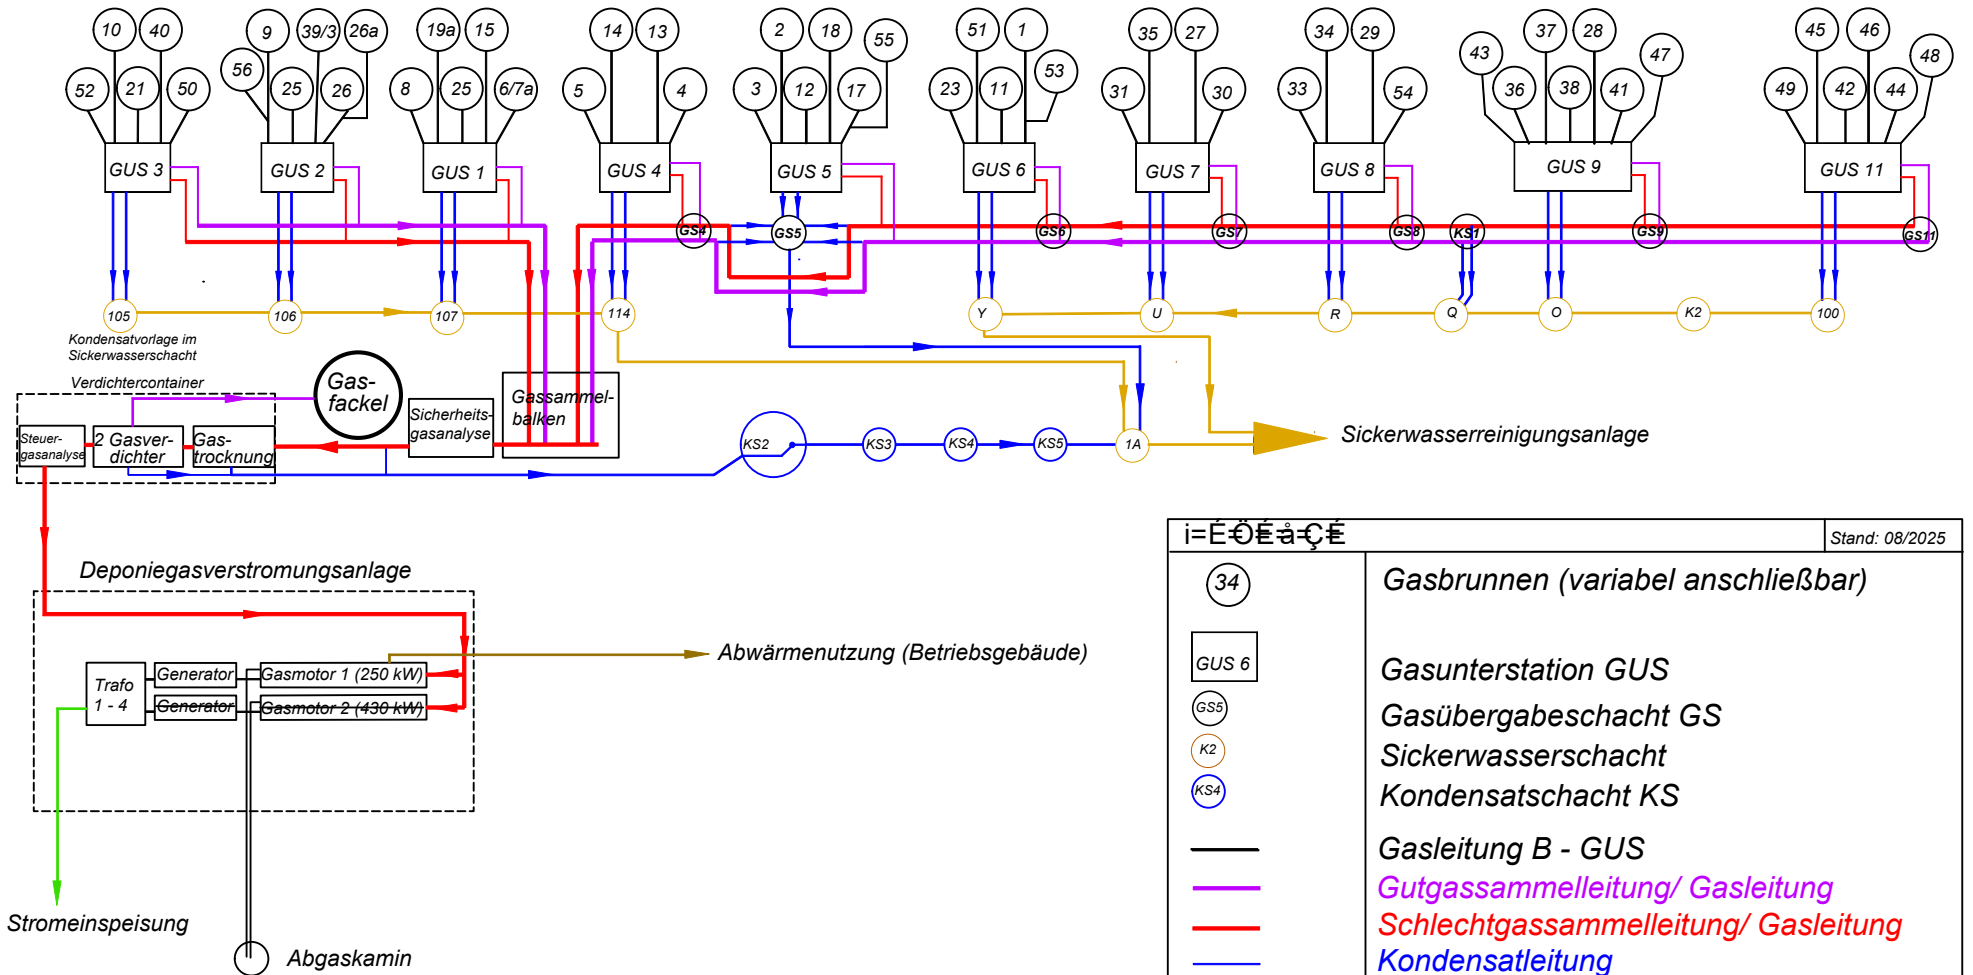 10 40 9 39/3 26a 19a 15 14 13 2 18 55 51 1 35 27 34 29 43 37 28 47 45 46 48
52 21 50 56 25 26 8 25 6/7a 5 4 3 12 17 23 11 53 31 30 33 54 36 38 41 49 42 44
GUS 3 GUS 2 GUS 1 GUS 4 GUS 5 GUS 6 GUS 7 GUS 8 GUS 9 GUS 11
GS4 GS5 GS6 GS7 GS8 KS1 GS9 GS11
105 106 107 114 Y U R Q O K2 100
Kondensatvorlage im
Sickerwasserschacht
Verdichtercontainer
Steuer-
gasanalyse
2 Gasver-
dichter
Gas-
trocknung
Gas-
fackel
Sicherheits-
gasanalyse
Gassammel-
balken
KS2 KS3 KS4 KS5 1A
Sickerwasserreinigungsanlage
Deponiegasverstromungsanlage
Trafo
1 - 4
Generator Gasmotor 1 (250 kW)
Generator Gasmotor 2 (430 kW)
Abwärmenutzung (Betriebsgebäude)
Stromeinspeisung
Abgaskamin
i=É=ÖÉ=å=ÇÉ
Stand: 08/2025
34 Gasbrunnen (variabel anschließbar)
GUS 6 Gasunterstation GUS
GS5 Gasübergabeschacht GS
K2 Sickerwasserschacht
KS4 Kondensatschacht KS
Gasleitung B - GUS
Gutgassammelleitung/ Gasleitung
Schlechtgassammelleitung/ Gasleitung
Kondensatleitung